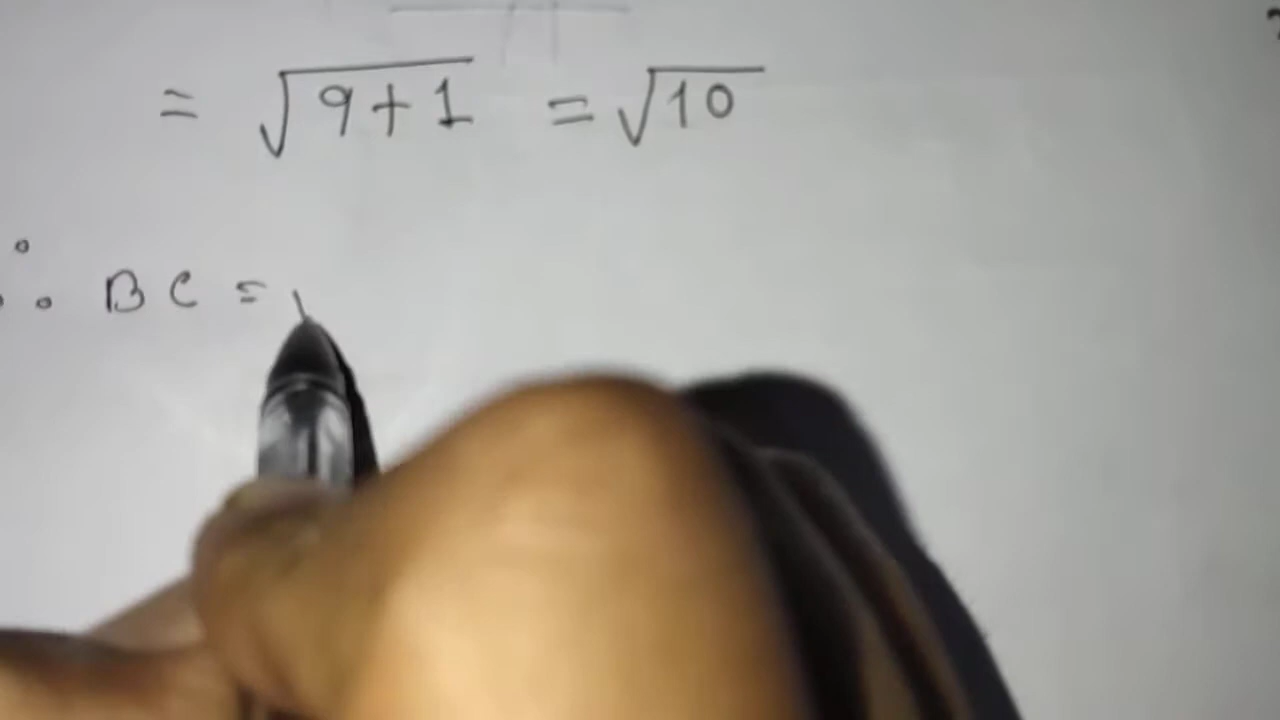 = √9+1 = √10
∴ BC = \